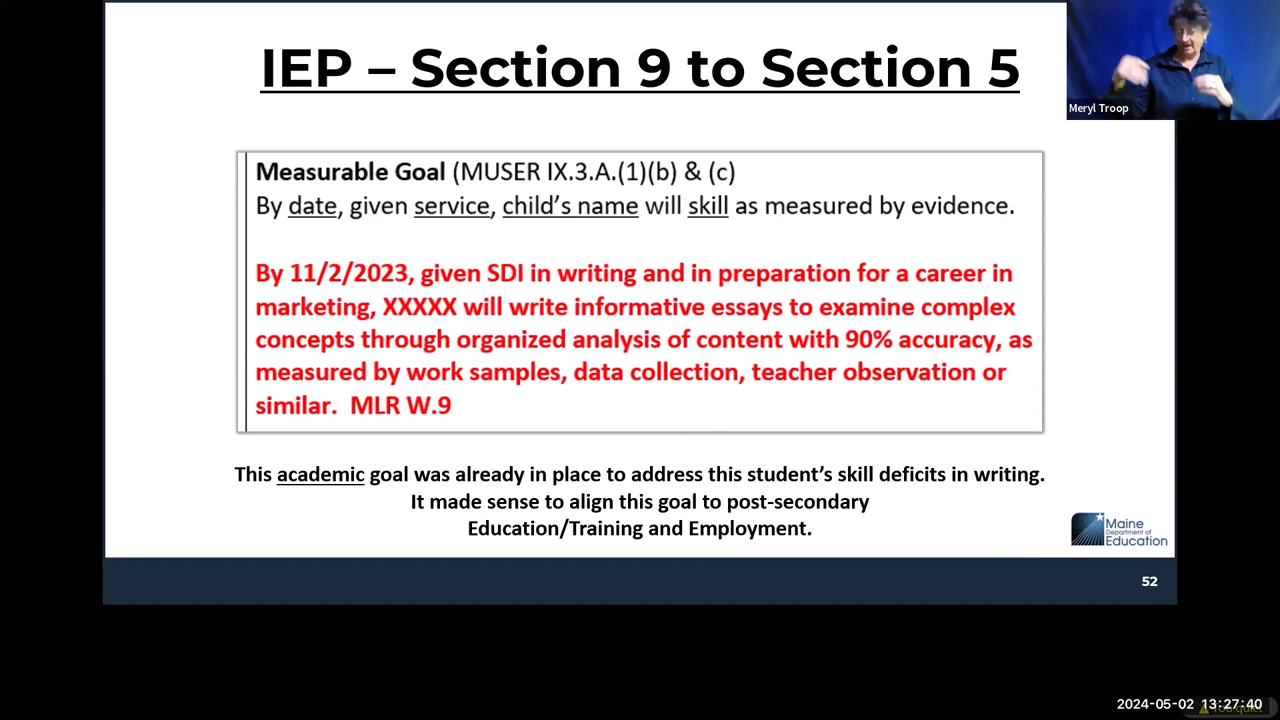 IEP – Section 9 to Section 5
Meryl Troop
Measurable Goal (MUSER IX.3.A.(1)(b) & (c)
By date, given service, child's name will skill as measured by evidence.
By 11/2/2023, given SDI in writing and in preparation for a career in
marketing, XXXXX will write informative essays to examine complex
concepts through organized analysis of content with 90% accuracy, as
measured by work samples, data collection, teacher observation or
similar.  MLR W.9
This academic goal was already in place to address this student's skill deficits in writing.
It made sense to align this goal to post-secondary
Education/Training and Employment.
Maine
Department of
Education
52
2024-05-02 13:27:40